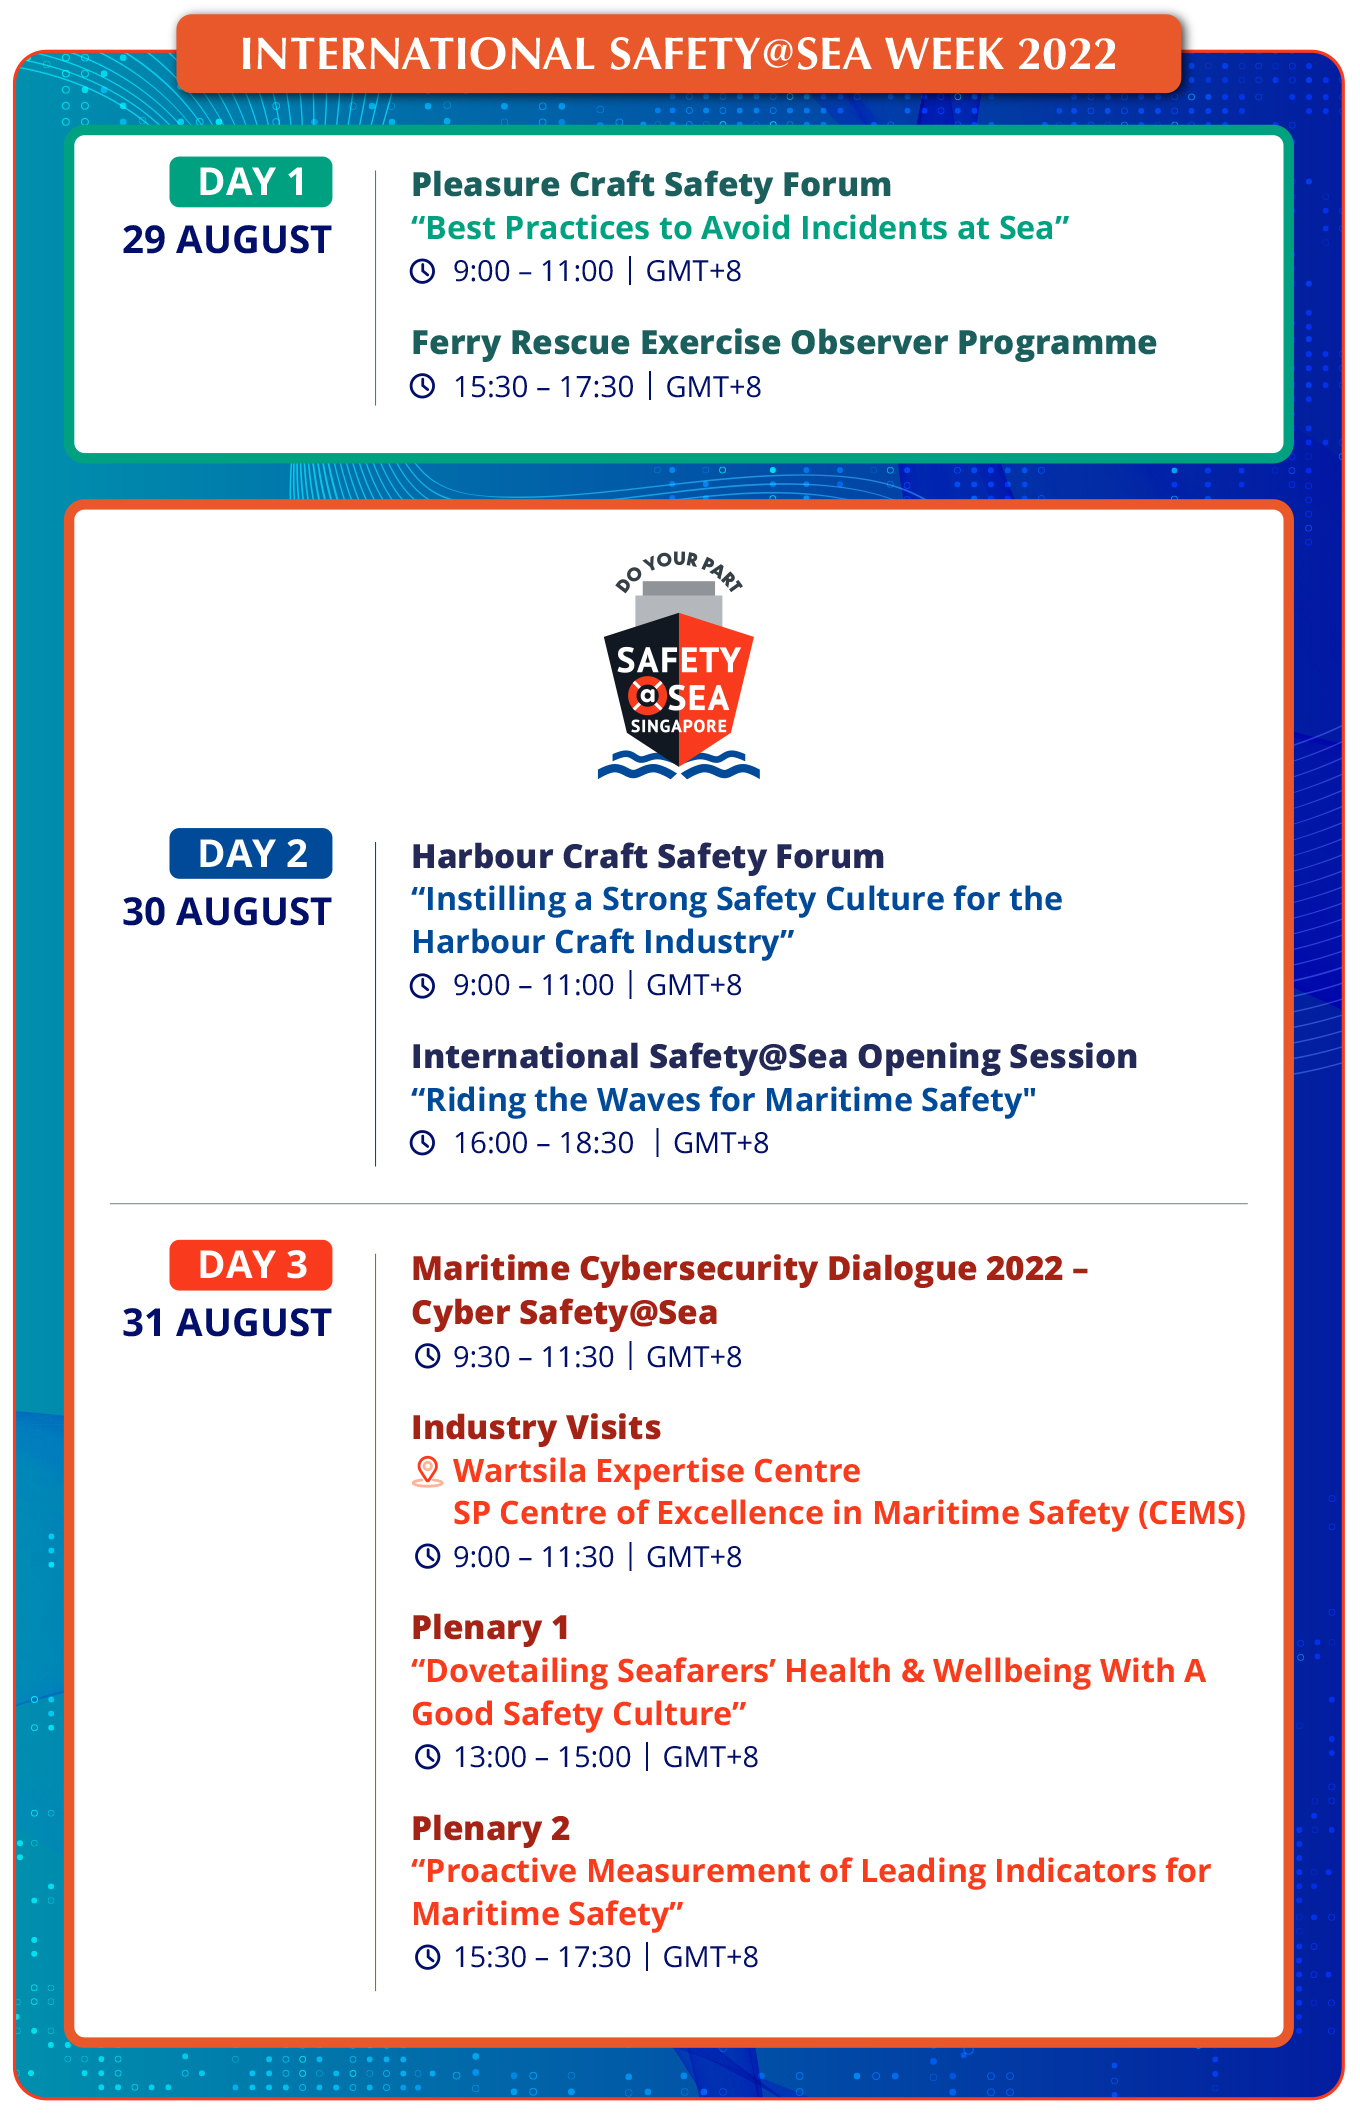 INTERNATIONAL SAFETY@SEA WEEK 2022
DAY 1
29 AUGUST
Pleasure Craft Safety Forum
“Best Practices to Avoid Incidents at Sea”
9:00 – 11:00 | GMT+8
Ferry Rescue Exercise Observer Programme
15:30 – 17:30 | GMT+8
DO YOUR PART
SAFETY
@SEA
SINGAPORE
DAY 2
30 AUGUST
Harbour Craft Safety Forum
“Instilling a Strong Safety Culture for the
Harbour Craft Industry”
9:00 – 11:00 | GMT+8
International Safety@Sea Opening Session
“Riding the Waves for Maritime Safety"
16:00 – 18:30 | GMT+8
DAY 3
31 AUGUST
Maritime Cybersecurity Dialogue 2022 –
Cyber Safety@Sea
9:30 – 11:30 | GMT+8
Industry Visits
Wartsila Expertise Centre
SP Centre of Excellence in Maritime Safety (CEMS)
9:00 – 11:30 | GMT+8
Plenary 1
“Dovetailing Seafarers’ Health & Wellbeing With A
Good Safety Culture”
13:00 – 15:00 | GMT+8
Plenary 2
“Proactive Measurement of Leading Indicators for
Maritime Safety”
15:30 – 17:30 | GMT+8